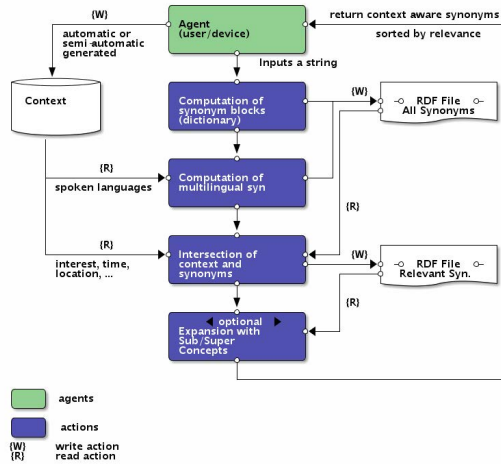 {W}
automatic or
semi-automatic
generated
Agent
(user/device)
return context aware synonyms
sorted by relevance
Inputs a string
Context
Computation of
synonym blocks
(dictionary)
{W}
RDF File
All Synonyms
{R}
spoken languages
Computation of
multilingual syn
{R}
{R}
interest, time,
location, ...
Intersection of
context and
synonyms
{W}
RDF File
Relevant Syn.
{R}
optional
Expansion with
Sub/Super
Concepts
agents
actions
{W} write action
{R} read action